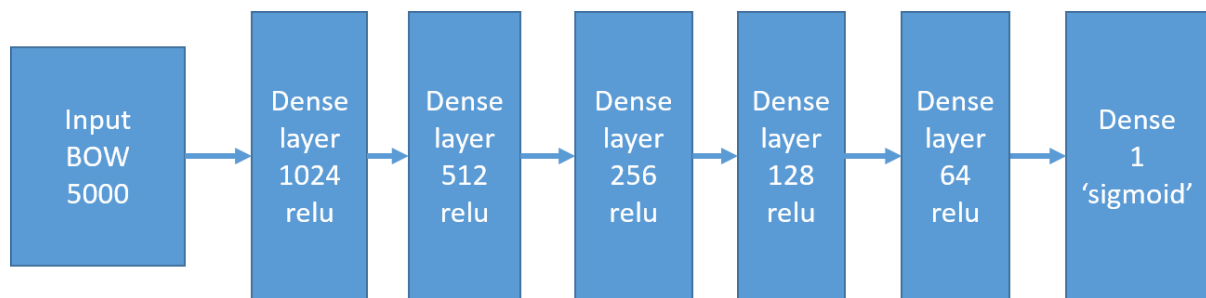 Input
BOW
5000
Dense
layer
1024
relu
Dense
layer
512
relu
Dense
layer
256
relu
Dense
layer
128
relu
Dense
layer
64
relu
Dense
1
‘sigmoid’